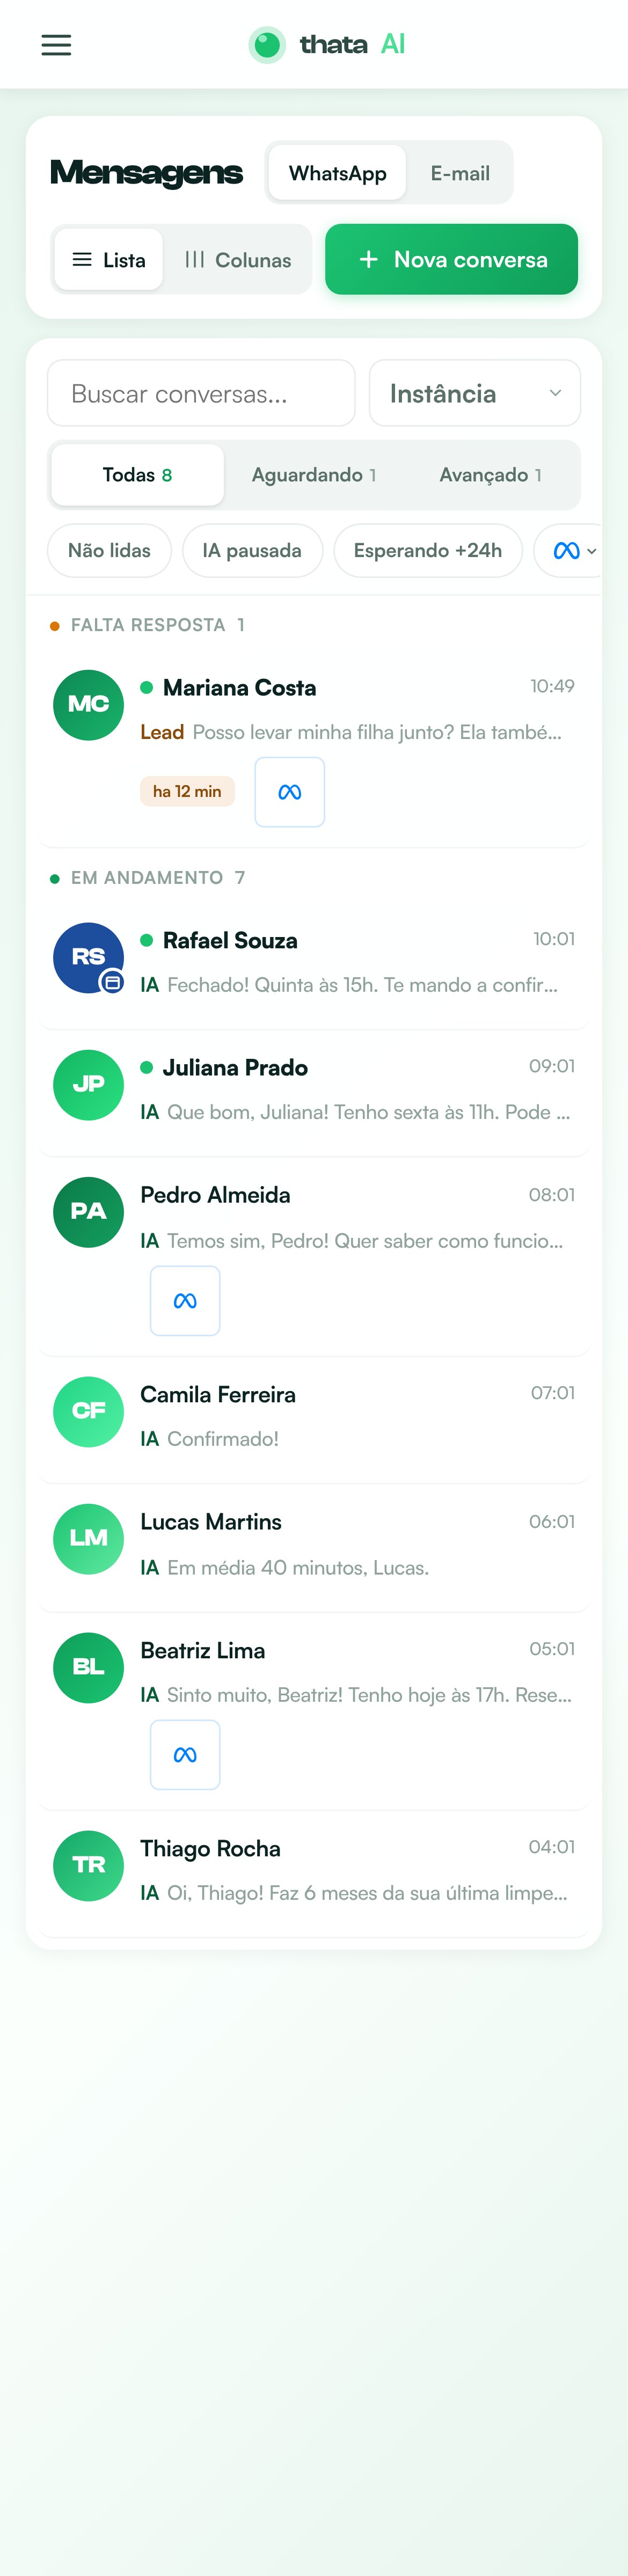 thata AI
Mensagens
WhatsApp
E-mail
Lista
Colunas
+ Nova conversa
Buscar conversas...
Instância
Todas 8
Aguardando 1
Avançado 1
Não lidas
IA pausada
Esperando +24h
FALTA RESPOSTA 1
MC
Mariana Costa
10:49
Lead Posso levar minha filha junto? Ela també...
ha 12 min
EM ANDAMENTO 7
RS
Rafael Souza
10:01
IA Fechado! Quinta às 15h. Te mando a confir...
JP
Juliana Prado
09:01
IA Que bom, Juliana! Tenho sexta às 11h. Pode ...
PA
Pedro Almeida
08:01
IA Temos sim, Pedro! Quer saber como funcio...
CF
Camila Ferreira
07:01
IA Confirmado!
LM
Lucas Martins
06:01
IA Em média 40 minutos, Lucas.
BL
Beatriz Lima
05:01
IA Sinto muito, Beatriz! Tenho hoje às 17h. Rese...
TR
Thiago Rocha
04:01
IA Oi, Thiago! Faz 6 meses da sua última limpe...